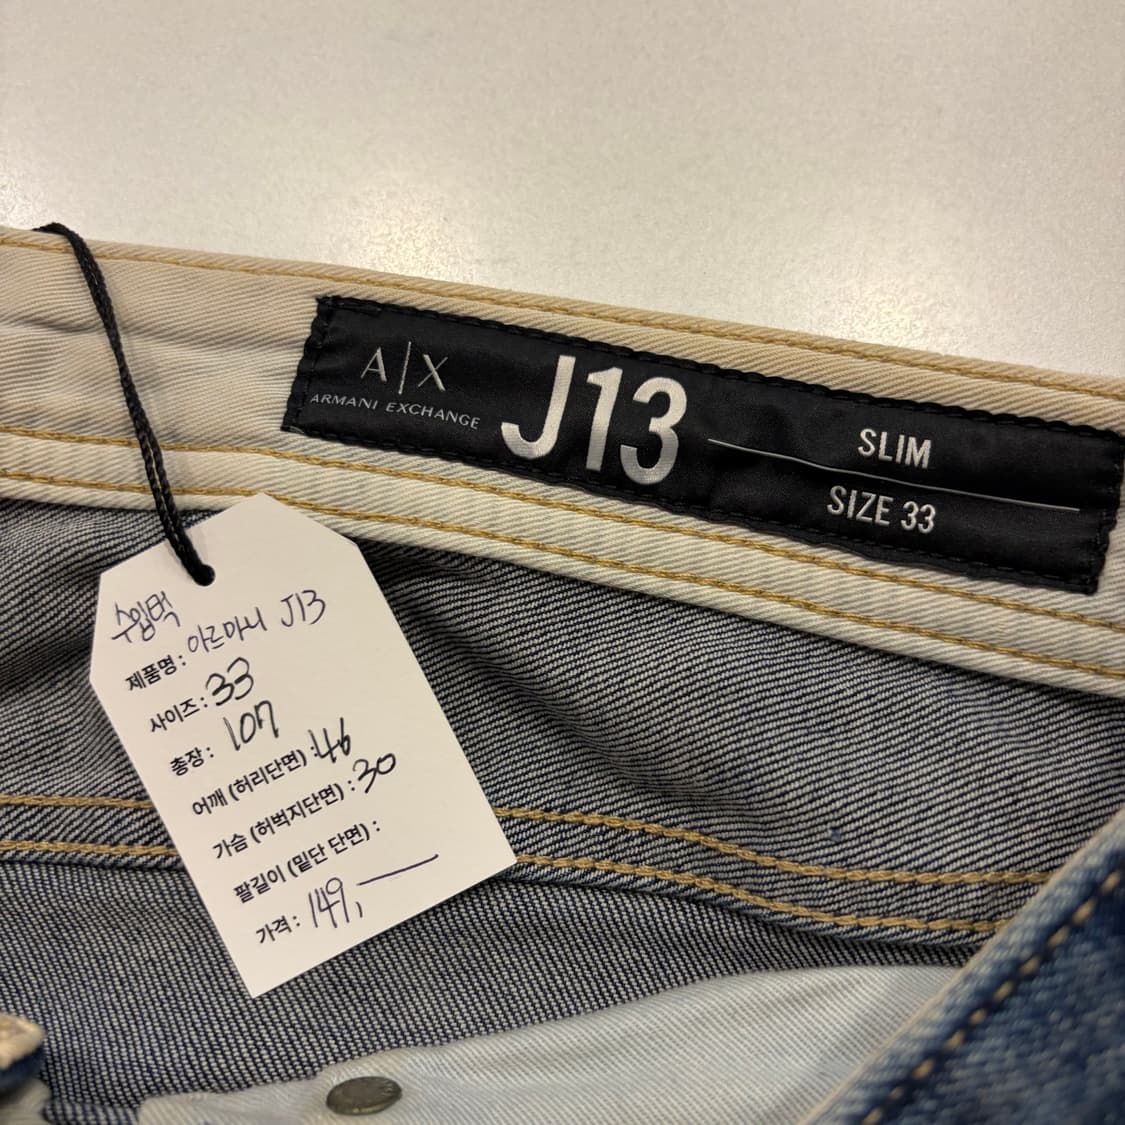 A|X
ARMANI EXCHANGE
J13
SLIM
SIZE 33
수입벅
제품명 : 아르마니 J13
사이즈 : 33
총장 : 107
어깨 (허리단면) : 46
가슴 (허벅지단면) : 30
팔길이 (밑단 단면) :
가격 : 149,